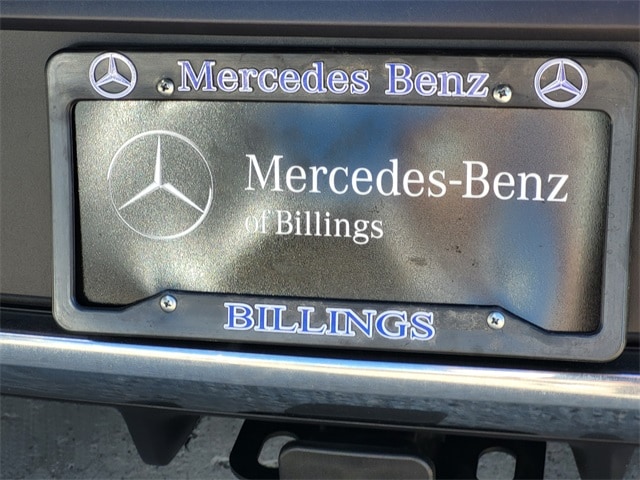 Mercedes Benz
Mercedes-Benz
of Billings
BILLINGS